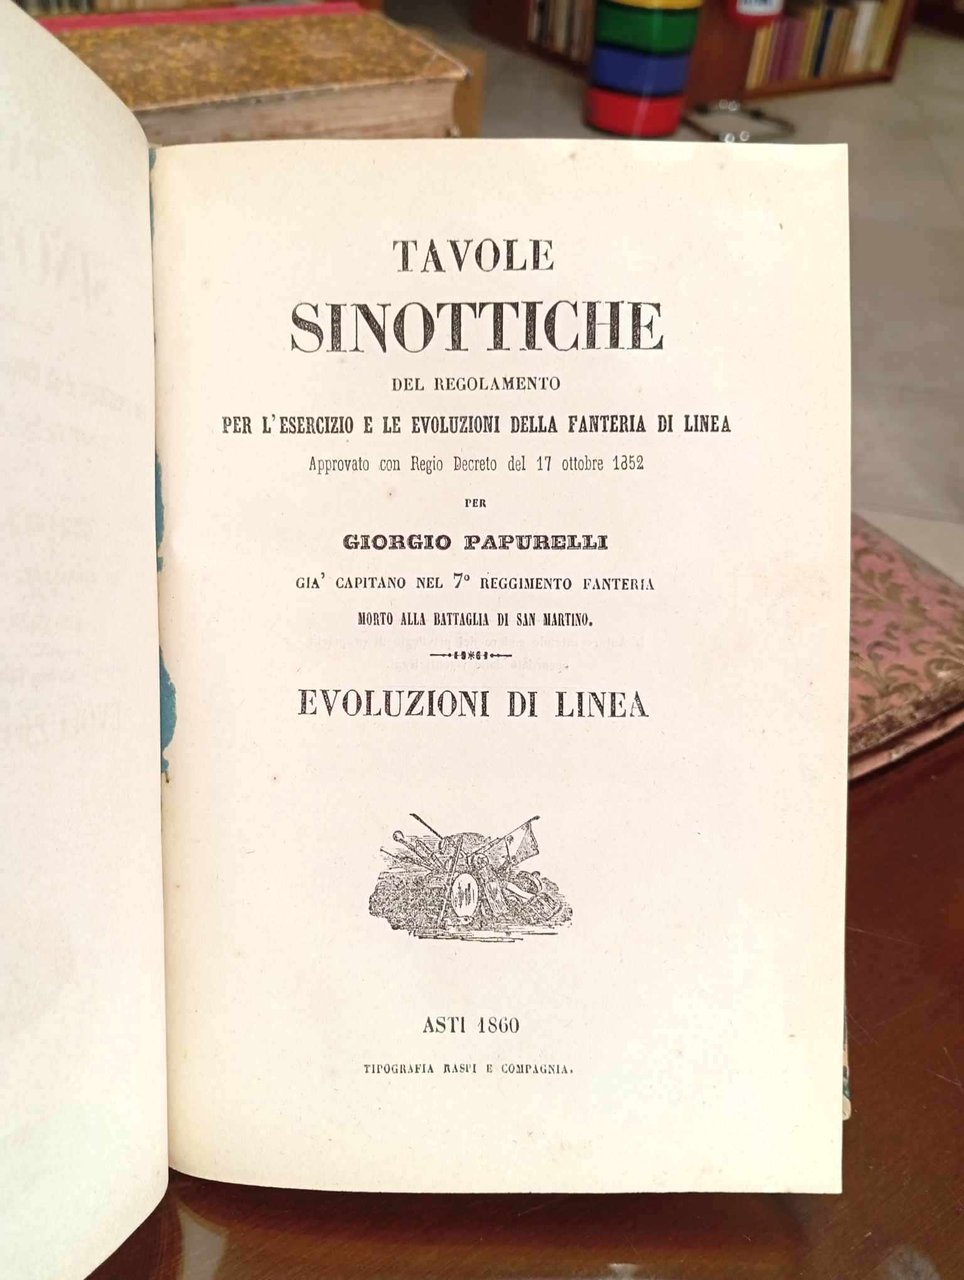 TAVOLE
SINOTTICHE
DEL REGOLAMENTO
PER L'ESERCIZIO E LE EVOLUZIONI DELLA FANTERIA DI LINEA
Approvato con Regio Decreto del 17 ottobre 1852
PER
GIORGIO PAPURELLI
GIA' CAPITANO NEL 7º REGGIMENTO FANTERIA
MORTO ALLA BATTAGLIA DI SAN MARTINO.
EVOLUZIONI DI LINEA
ASTI 1860
TIPOGRAFIA RASPI E COMPAGNIA.